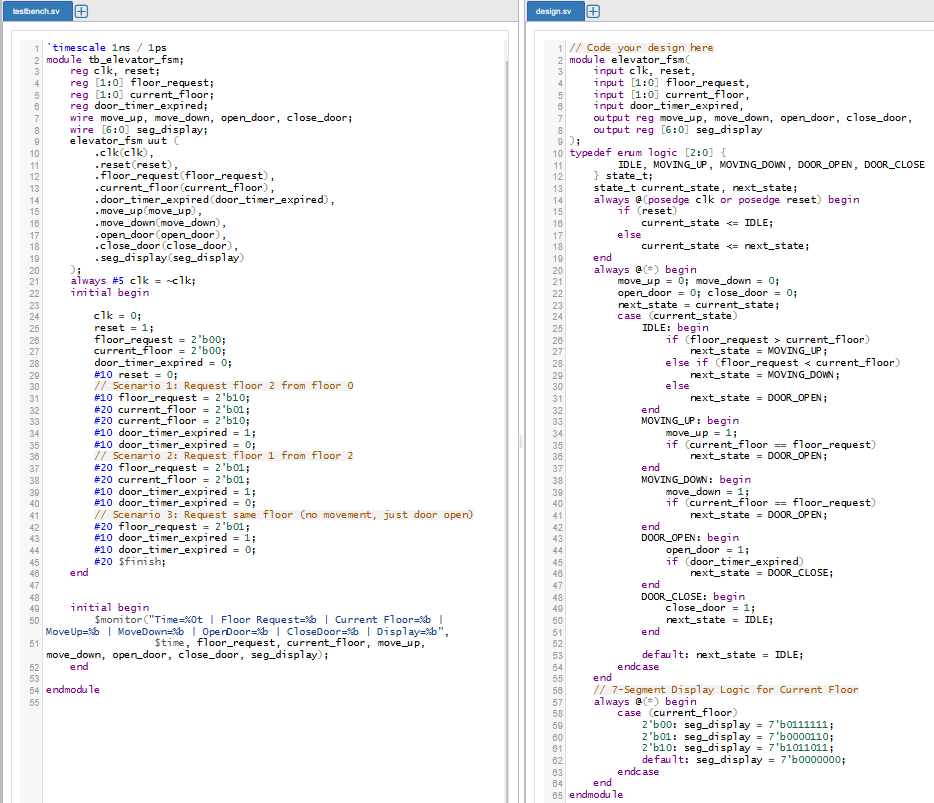 testbench.sv
1 `timescale 1ns / 1ps
2 module tb_elevator_fsm;
3 reg clk, reset;
4 reg [1:0] floor_request;
5 reg [1:0] current_floor;
6 reg door_timer_expired;
7 wire move_up, move_down, open_door, close_door;
8 wire [6:0] seg_display;
9 elevator_fsm uut (
10 .clk(clk),
11 .reset(reset),
12 .floor_request(floor_request),
13 .current_floor(current_floor),
14 .door_timer_expired(door_timer_expired),
15 .move_up(move_up),
16 .move_down(move_down),
17 .open_door(open_door),
18 .close_door(close_door),
19 .seg_display(seg_display)
20 );
21 always #5 clk = ~clk;
22 initial begin
23
24 clk = 0;
25 reset = 1;
26 floor_request = 2'b00;
27 current_floor = 2'b00;
28 door_timer_expired = 0;
29 #10 reset = 0;
30 // Scenario 1: Request floor 2 from floor 0
31 #10 floor_request = 2'b10;
32 #20 current_floor = 2'b01;
33 #20 current_floor = 2'b10;
34 #10 door_timer_expired = 1;
35 #10 door_timer_expired = 0;
36 // Scenario 2: Request floor 1 from floor 2
37 #20 floor_request = 2'b01;
38 #20 current_floor = 2'b01;
39 #10 door_timer_expired = 1;
40 #10 door_timer_expired = 0;
41 // Scenario 3: Request same floor (no movement, just door open)
42 #20 floor_request = 2'b01;
43 #10 door_timer_expired = 1;
44 #10 door_timer_expired = 0;
45 #20 $finish;
46 end
47
48
49 initial begin
50 $monitor("Time=%0t | Floor Request=%b | Current Floor=%b |
MoveUp=%b | MoveDown=%b | OpenDoor=%b | CloseDoor=%b | Display=%b",
51 $time, floor_request, current_floor, move_up,
move_down, open_door, close_door, seg_display);
52 end
53
54 endmodule
55
design.sv
1 // Code your design here
2 module elevator_fsm(
3 input clk, reset,
4 input [1:0] floor_request,
5 input [1:0] current_floor,
6 input door_timer_expired,
7 output reg move_up, move_down, open_door, close_door,
8 output reg [6:0] seg_display
9 );
10 typedef enum logic [2:0] {
11 IDLE, MOVING_UP, MOVING_DOWN, DOOR_OPEN, DOOR_CLOSE
12 } state_t;
13 state_t current_state, next_state;
14 always @(posedge clk or posedge reset) begin
15 if (reset)
16 current_state <= IDLE;
17 else
18 current_state <= next_state;
19 end
20 always @(*) begin
21 move_up = 0; move_down = 0;
22 open_door = 0; close_door = 0;
23 next_state = current_state;
24 case (current_state)
25 IDLE: begin
26 if (floor_request > current_floor)
27 next_state = MOVING_UP;
28 else if (floor_request < current_floor)
29 next_state = MOVING_DOWN;
30 else
31 next_state = DOOR_OPEN;
32 end
33 MOVING_UP: begin
34 move_up = 1;
35 if (current_floor == floor_request)
36 next_state = DOOR_OPEN;
37 end
38 MOVING_DOWN: begin
39 move_down = 1;
40 if (current_floor == floor_request)
41 next_state = DOOR_OPEN;
42 end
43 DOOR_OPEN: begin
44 open_door = 1;
45 if (door_timer_expired)
46 next_state = DOOR_CLOSE;
47 end
48 DOOR_CLOSE: begin
49 close_door = 1;
50 next_state = IDLE;
51 end
52
53 default: next_state = IDLE;
54 endcase
55 end
56 // 7-Segment Display Logic for Current Floor
57 always @(*) begin
58 case (current_floor)
59 2'b00: seg_display = 7'b0111111;
60 2'b01: seg_display = 7'b0000110;
61 2'b10: seg_display = 7'b1011011;
62 default: seg_display = 7'b0000000;
63 endcase
64 end
65 endmodule